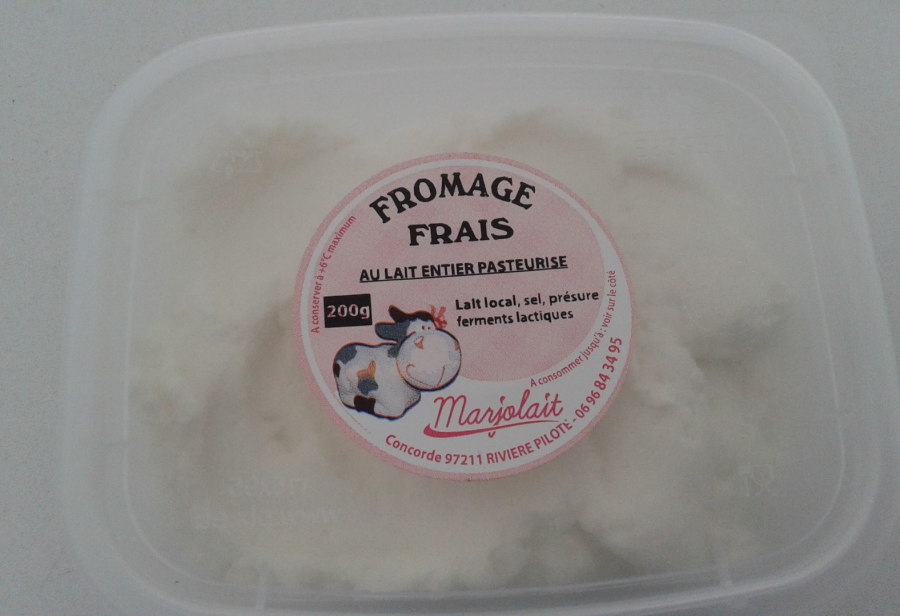 FROMAGE
FRAIS
AU LAIT ENTIER PASTEURISE
200g
Lait local, sel, présure
ferments lactiques
A conserver à +6°C maximum
A consommer jusqu'à : voir sur le côté
Marjolait
Concorde 97211 RIVIERE PILOTE - 06 96 84 34 95